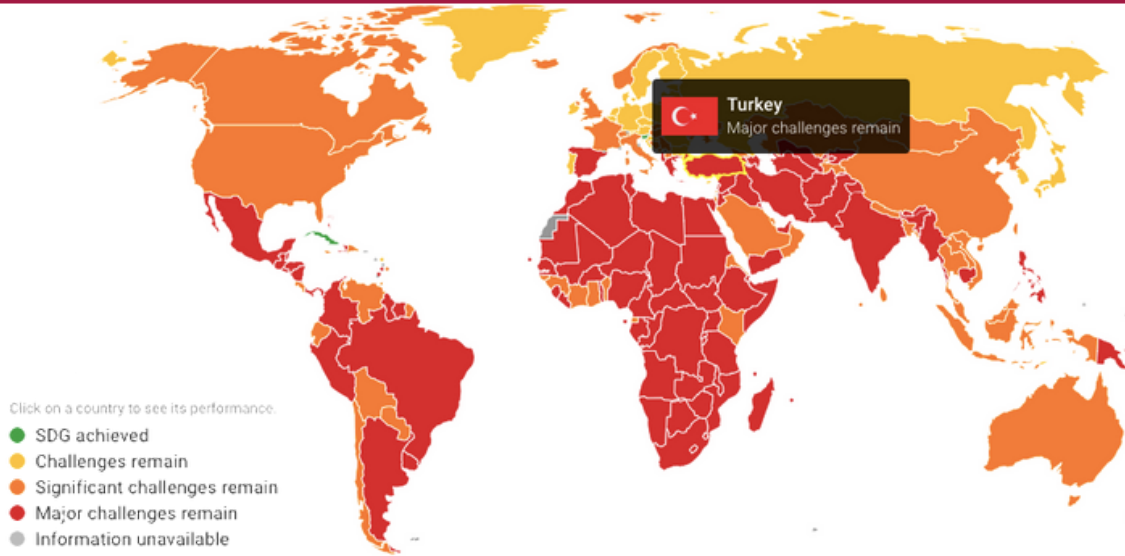 Turkey
Major challenges remain
Click on a country to see its performance.
SDG achieved
Challenges remain
Significant challenges remain
Major challenges remain
Information unavailable